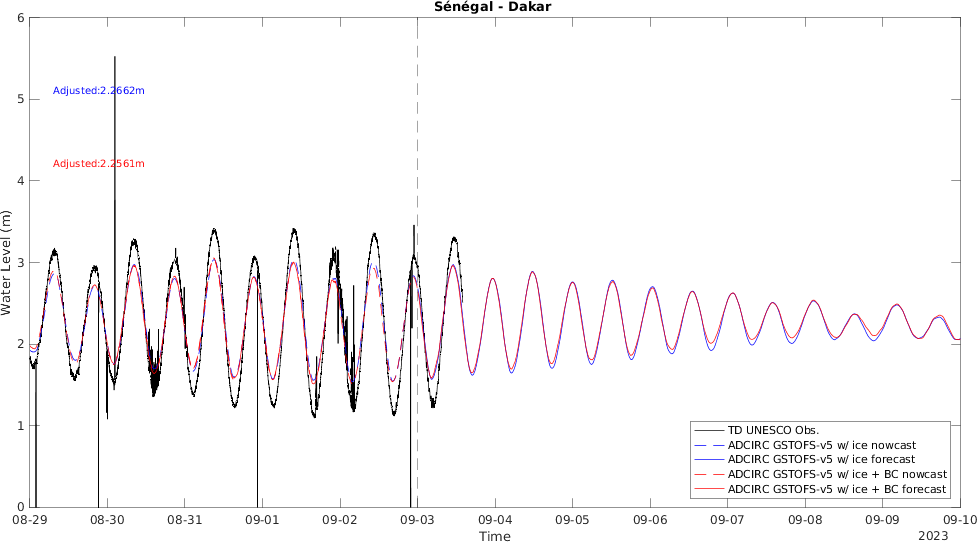 Sénégal - Dakar
6
5
4
3
2
1
0
Water Level (m)
Adjusted:2.2662m
Adjusted:2.2561m
TD UNESCO Obs.
ADCIRC GSTOFS-v5 w/ ice nowcast
ADCIRC GSTOFS-v5 w/ ice forecast
ADCIRC GSTOFS-v5 w/ ice + BC nowcast
ADCIRC GSTOFS-v5 w/ ice + BC forecast
08-29 08-30 08-31 09-01 09-02 09-03 09-04 09-05 09-06 09-07 09-08 09-09 09-10
Time
2023